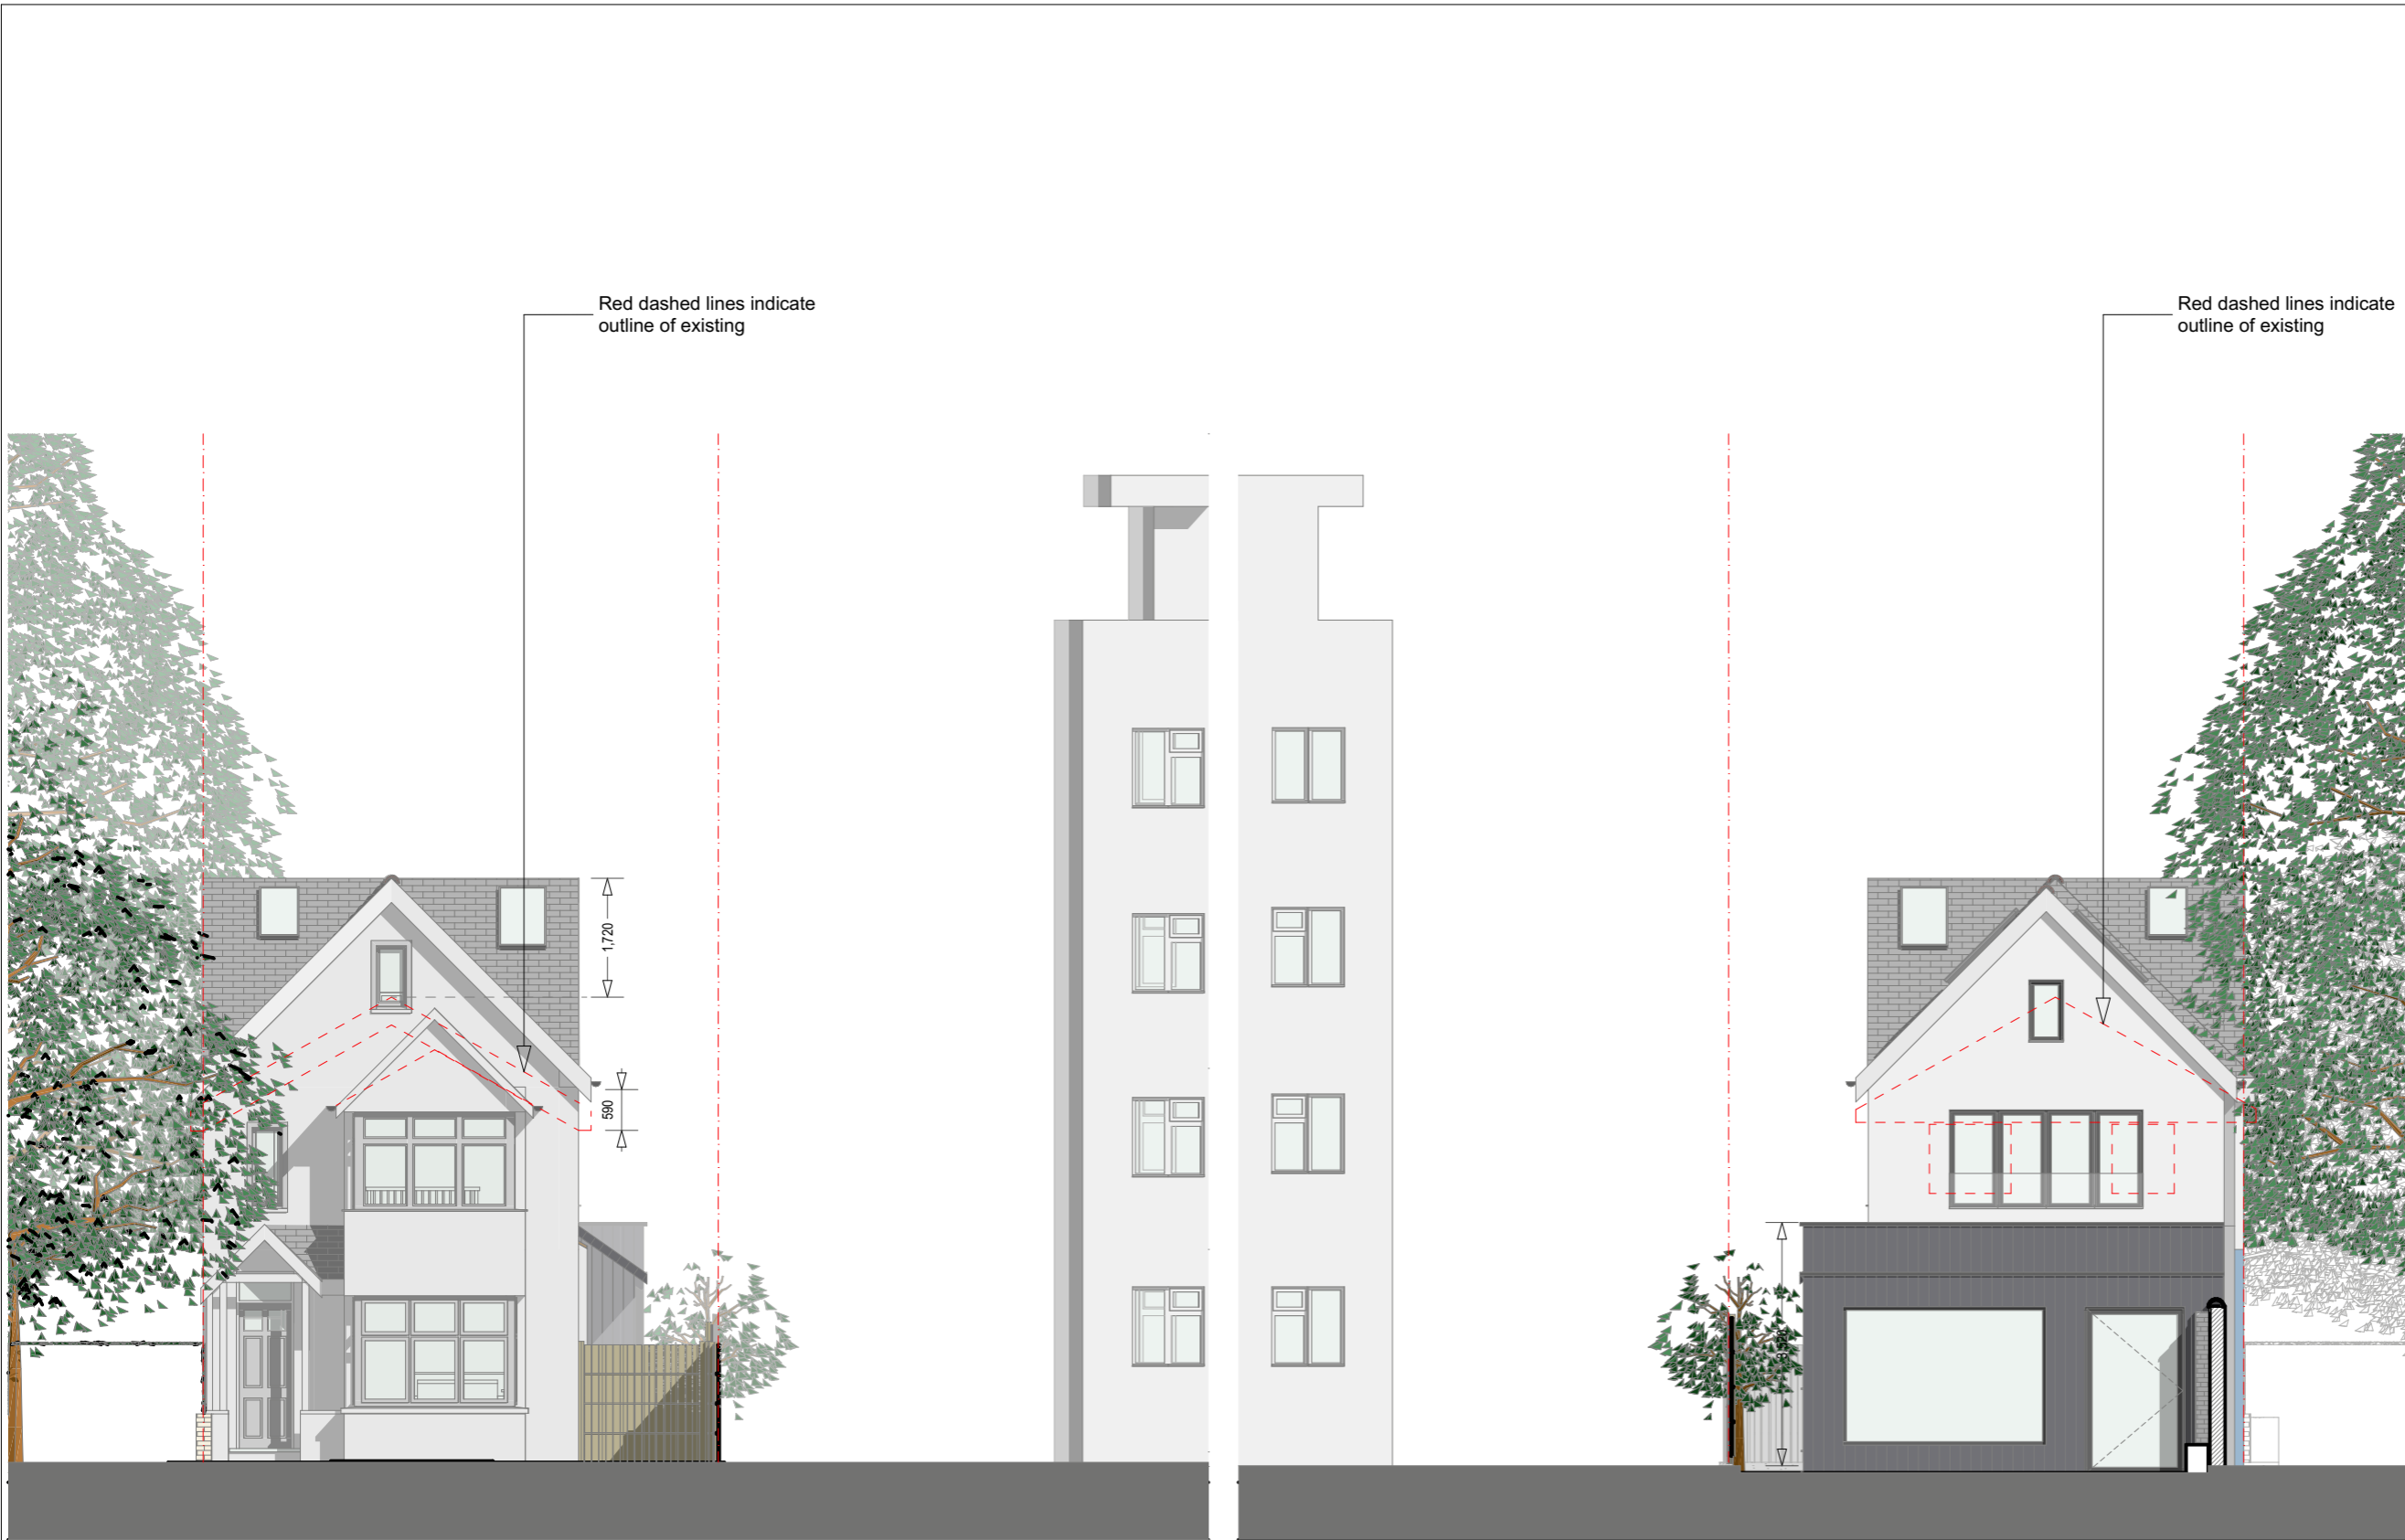 Red dashed lines indicate
outline of existing
Red dashed lines indicate
outline of existing
1,720
590